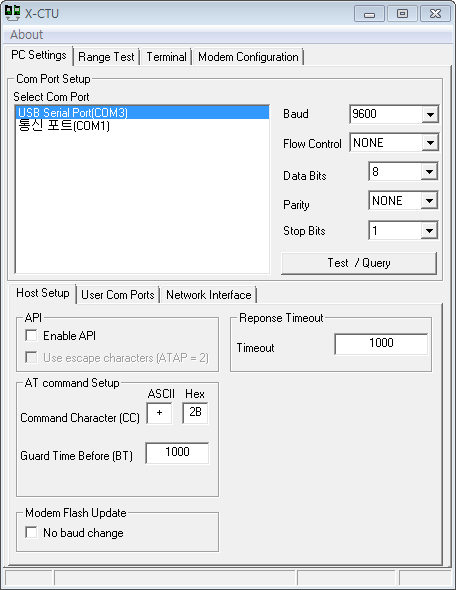 X-CTU
About
PC Settings Range Test Terminal Modem Configuration
Com Port Setup
Select Com Port
USB Serial Port(COM3)
통신 포트(COM1)
Baud 9600
Flow Control NONE
Data Bits 8
Parity NONE
Stop Bits 1
Test / Query
Host Setup User Com Ports Network Interface
API
Enable API
Use escape characters (ATAP = 2)
Reponse Timeout
Timeout 1000
AT command Setup
ASCII Hex
Command Character (CC) + 2B
Guard Time Before (BT) 1000
Modem Flash Update
No baud change